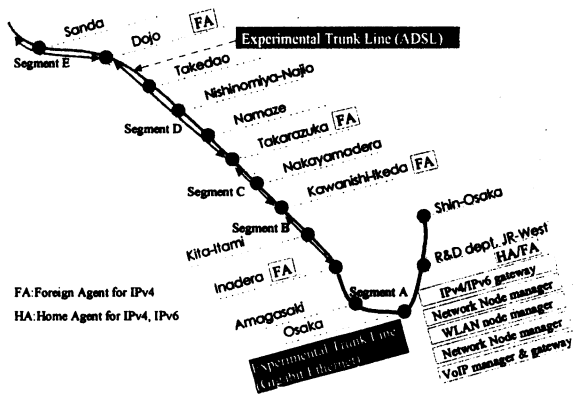 Sanda
Dojo FA
Experimental Trunk Line (ADSL)
Segment E
Takedao
Nishinomiya-Najio
Namaze
Segment D
Takarazuka FA
Nakayamadera
Segment C
Kawanishi-Ikeda FA
Segment B
Shin-Osaka
Kita-Itami
R&D dept, JR-West
HA/FA
Inadera FA
IPv4/IPv6 gateway
Segment A
Network Node manager
Amagasaki
WLAN node manager
Osaka
Network Node manager
VoIP manager & gateway
Experimental Trunk Line
(Gigabit Ethernet)
FA:Foreign Agent for IPv4
HA:Home Agent for IPv4, IPv6